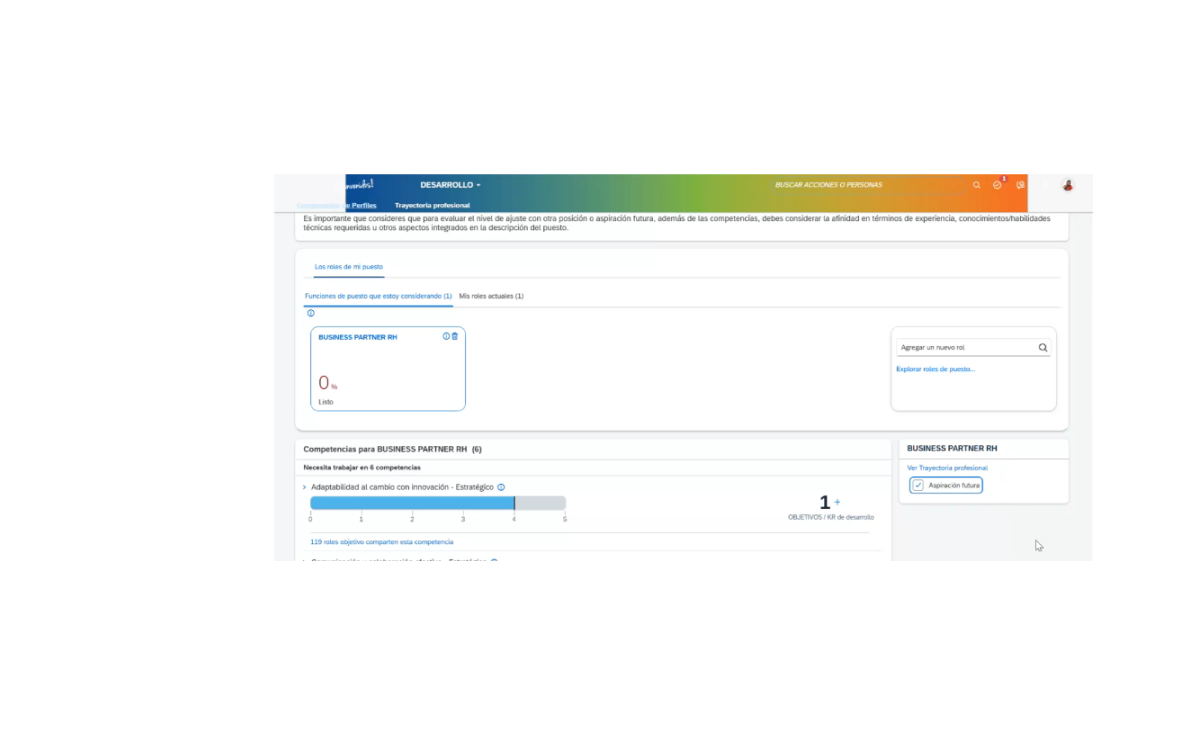 DESARROLLO
BUSCAR ACCIONES O PERSONAS
1
Perfiles
Trayectoria profesional
Es importante que consideres que para evaluar el nivel de ajuste con otra posición o aspiración futura, además de las competencias, debes considerar la afinidad en términos de experiencia, conocimientos/habilidades
técnicas requeridas u otros aspectos integrados en la descripción del puesto.
Los roles de mi puesto
Funciones de puesto que estoy considerando (1)
Mis roles actuales (1)
BUSINESS PARTNER RH
0 %
Listo
Agregar un nuevo rol.
Explorar roles de puesto...
Competencias para BUSINESS PARTNER RH (6)
Necesita trabajar en 6 competencias
Adaptabilidad al cambio con innovación - Estratégico
0 1 2 3 4 5
1 +
OBJETIVOS / KR de desarrollo
119 roles objetivo comparten esta competencia
BUSINESS PARTNER RH
Ver Trayectoria profesional
Aspiración futura